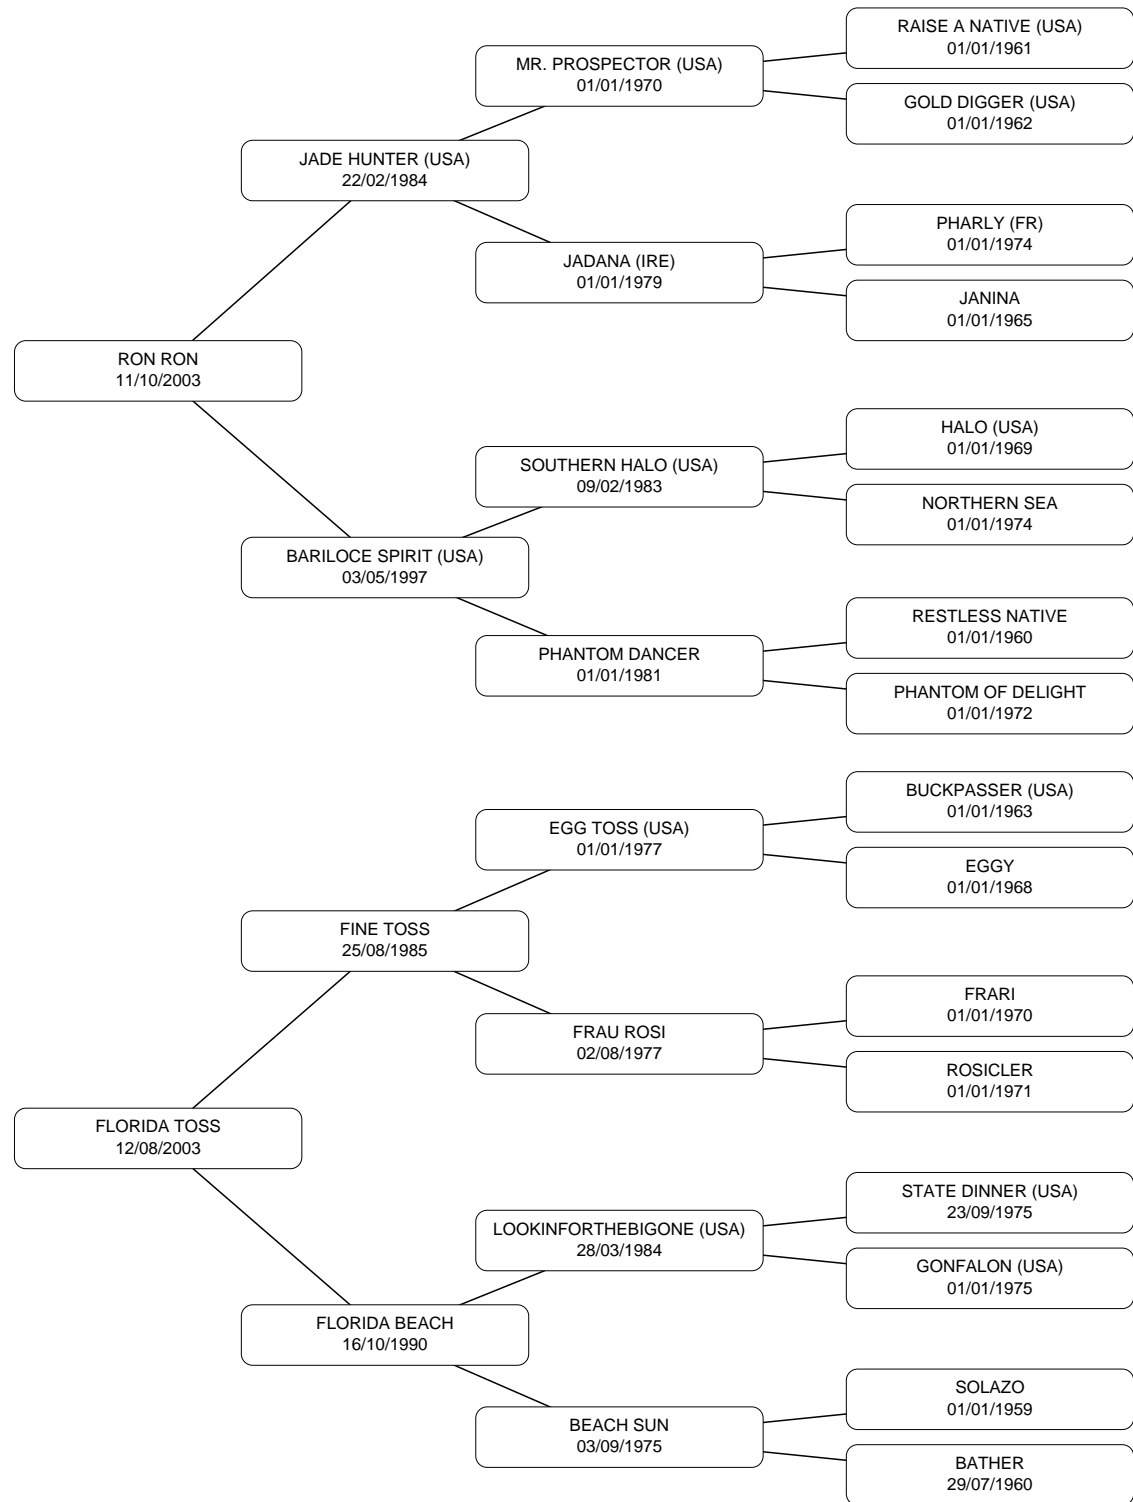 RAISE A NATIVE (USA)
01/01/1961
MR. PROSPECTOR (USA)
01/01/1970
GOLD DIGGER (USA)
01/01/1962
JADE HUNTER (USA)
22/02/1984
PHARLY (FR)
01/01/1974
JADANA (IRE)
01/01/1979
JANINA
01/01/1965
RON RON
11/10/2003
HALO (USA)
01/01/1969
SOUTHERN HALO (USA)
09/02/1983
NORTHERN SEA
01/01/1974
BARILOCE SPIRIT (USA)
03/05/1997
RESTLESS NATIVE
01/01/1960
PHANTOM DANCER
01/01/1981
PHANTOM OF DELIGHT
01/01/1972
BUCKPASSER (USA)
01/01/1963
EGG TOSS (USA)
01/01/1977
EGGY
01/01/1968
FINE TOSS
25/08/1985
FRARI
01/01/1970
FRAU ROSI
02/08/1977
ROSICLER
01/01/1971
FLORIDA TOSS
12/08/2003
STATE DINNER (USA)
23/09/1975
LOOKINFORTHEBIGONE (USA)
28/03/1984
GONFALON (USA)
01/01/1975
FLORIDA BEACH
16/10/1990
SOLAZO
01/01/1959
BEACH SUN
03/09/1975
BATHER
29/07/1960